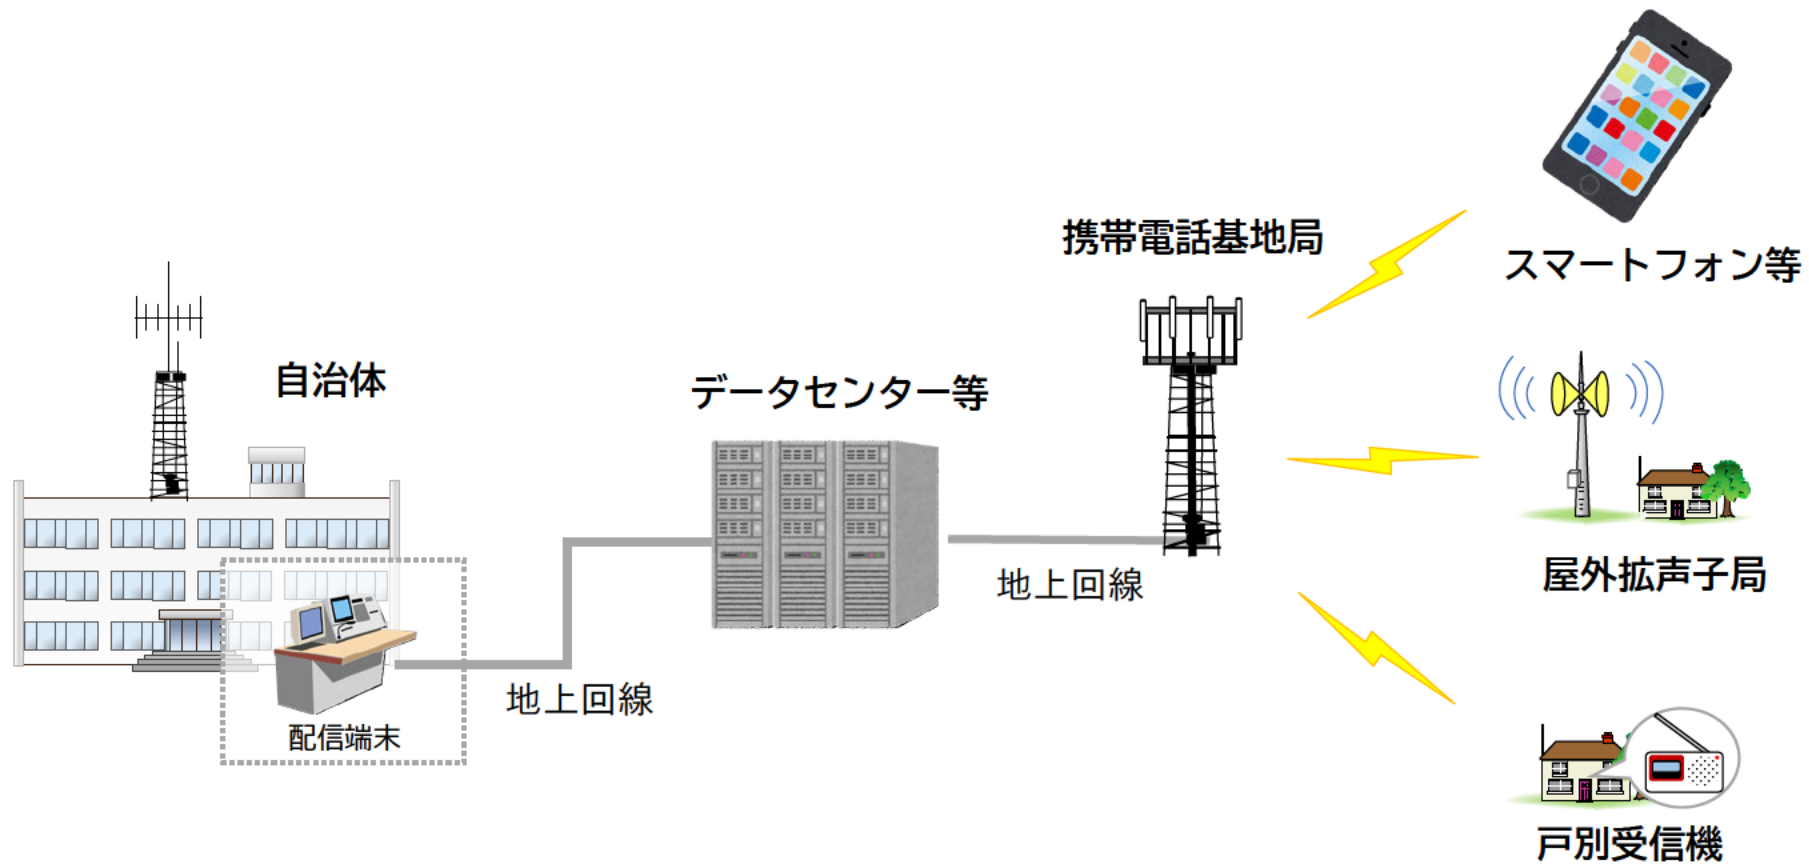 自治体
配信端末
地上回線
データセンター等
地上回線
携帯電話基地局
スマートフォン等
屋外拡声子局
戸別受信機